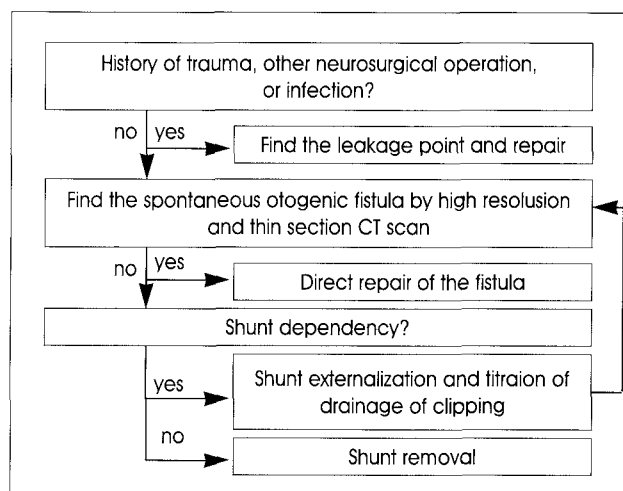 History of trauma, other neurosurgical operation,
or infection?
no
yes
Find the leakage point and repair
Find the spontaneous otogenic fistula by high resolusion
and thin section CT scan
no
yes
Direct repair of the fistula
Shunt dependency?
yes
Shunt externalization and titraion of
drainage of clipping
no
Shunt removal